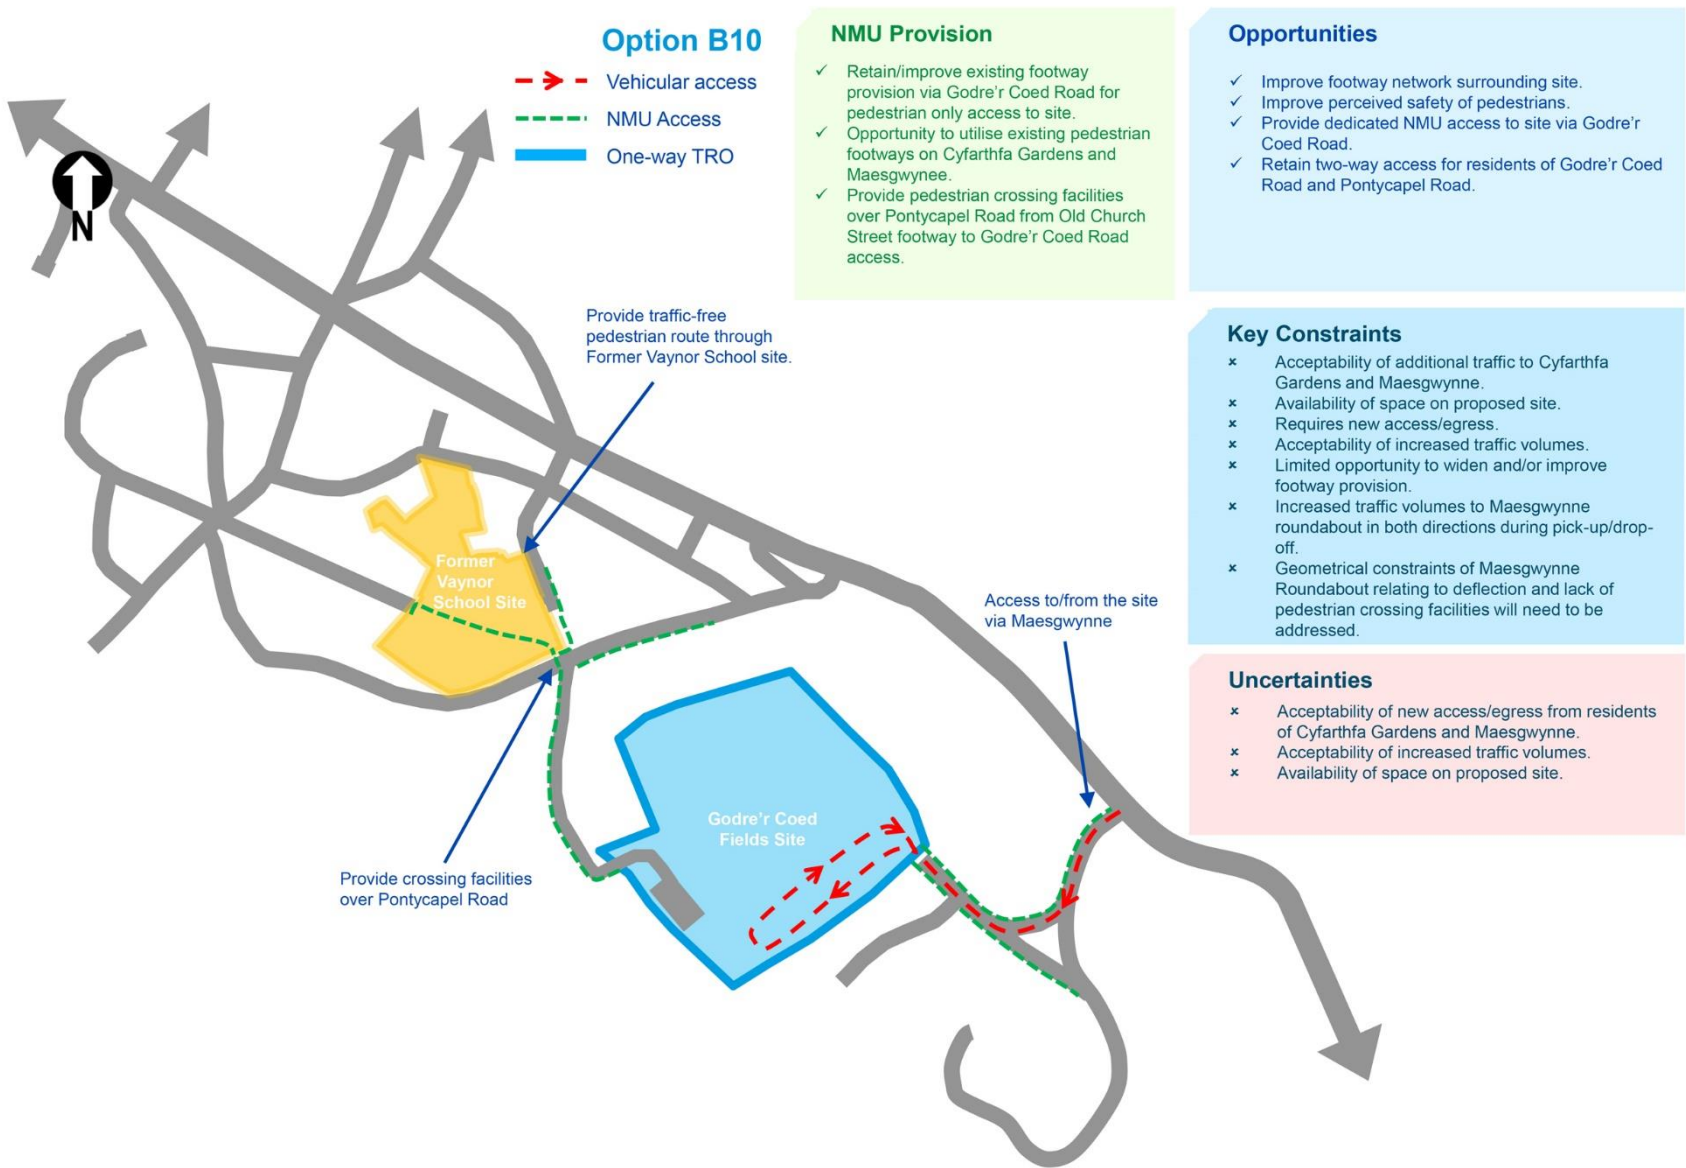 Option B10
Vehicular access
NMU Access
One-way TRO
N
NMU Provision
✓ Retain/improve existing footway
provision via Godre'r Coed Road for
pedestrian only access to site.
✓ Opportunity to utilise existing pedestrian
footways on Cyfarthfa Gardens and
Maesgwynee.
✓ Provide pedestrian crossing facilities
over Pontycapel Road from Old Church
Street footway to Godre'r Coed Road
access.
Opportunities
✓ Improve footway network surrounding site.
✓ Improve perceived safety of pedestrians.
✓ Provide dedicated NMU access to site via Godre'r
Coed Road.
✓ Retain two-way access for residents of Godre'r Coed
Road and Pontycapel Road.
Key Constraints
× Acceptability of additional traffic to Cyfarthfa
Gardens and Maesgwynne.
× Availability of space on proposed site.
× Requires new access/egress.
× Acceptability of increased traffic volumes.
× Limited opportunity to widen and/or improve
footway provision.
× Increased traffic volumes to Maesgwynne
roundabout in both directions during pick-up/drop-
off.
× Geometrical constraints of Maesgwynne
Roundabout relating to deflection and lack of
pedestrian crossing facilities will need to be
addressed.
Uncertainties
× Acceptability of new access/egress from residents
of Cyfarthfa Gardens and Maesgwynne.
× Acceptability of increased traffic volumes.
× Availability of space on proposed site.
Provide traffic-free
pedestrian route through
Former Vaynor School site.
Former
Vaynor
School Site
Access to/from the site
via Maesgwynne
Godre'r Coed
Fields Site
Provide crossing facilities
over Pontycapel Road